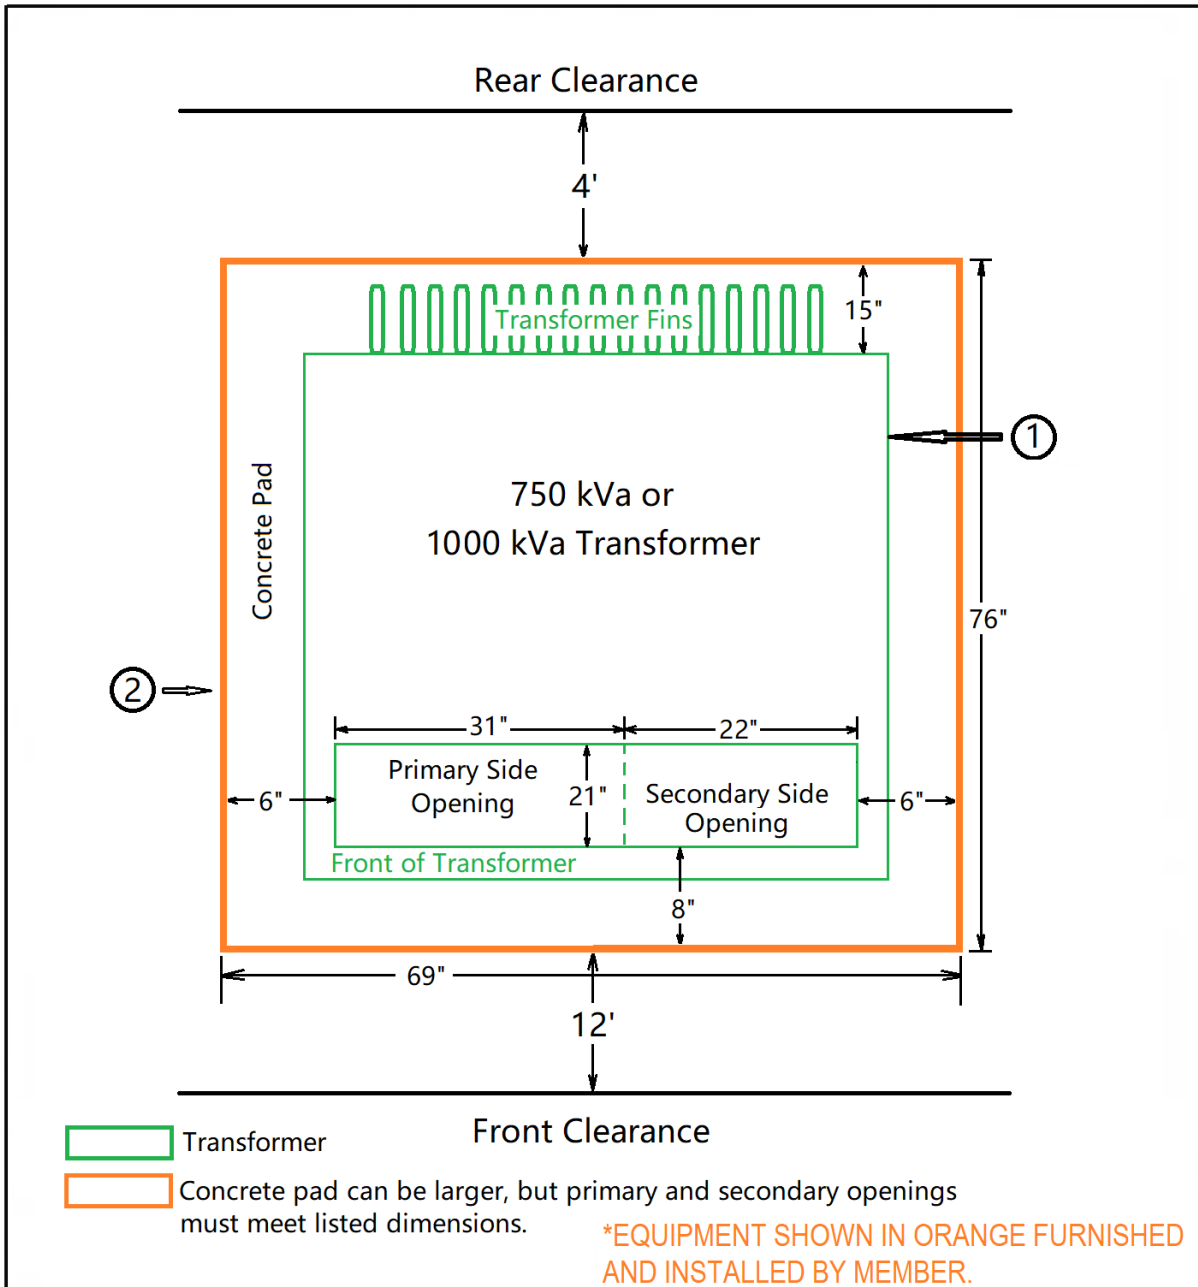 Rear Clearance
4'
Transformer Fins
15"
1
750 kVa or
1000 kVa Transformer
Concrete Pad
76"
2
31"
22"
Primary Side
Opening
21"
Secondary Side
Opening
6"
6"
Front of Transformer
8"
69"
12'
Front Clearance
Transformer
Concrete pad can be larger, but primary and secondary openings
must meet listed dimensions.
*EQUIPMENT SHOWN IN ORANGE FURNISHED
AND INSTALLED BY MEMBER.